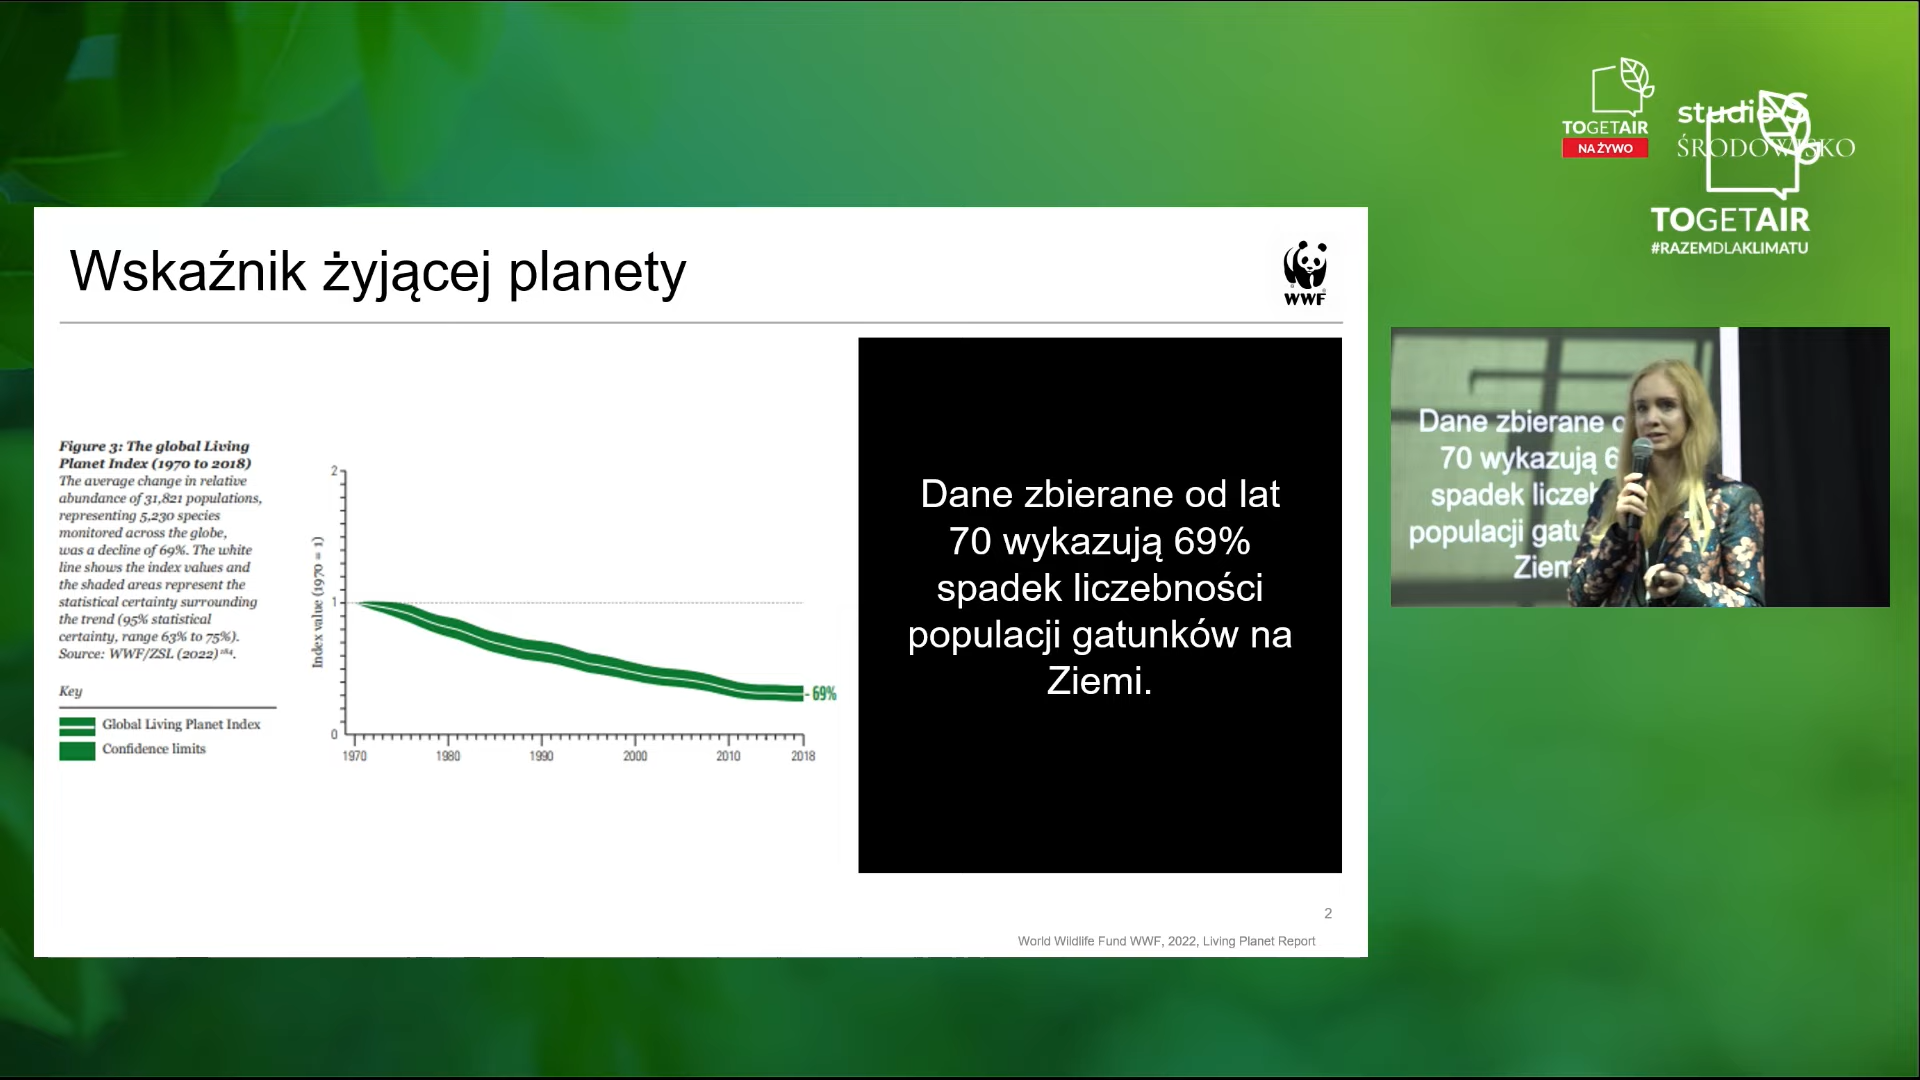 TOGETAIR
NA ŻYWO
studio S
ŚRODOWISKO
TOGETAIR
#RAZEMDLAKLIMATU
Wskaźnik żyjącej planety
WWF
Figure 3: The global Living
Planet Index (1970 to 2018)
The average change in relative
abundance of 31,821 populations,
representing 5,230 species
monitored across the globe,
was a decline of 69%. The white
line shows the index values and
the shaded areas represent the
statistical certainty surrounding
the trend (95% statistical
certainty, range 63% to 75%).
Source: WWF/ZSL (2022)¹⁸⁴.
Key
Global Living Planet Index
Confidence limits
Index value (1970 = 1)
2
1
0
1970 1980 1990 2000 2010 2018
- 69%
Dane zbierane od lat
70 wykazują 69%
spadek liczebności
populacji gatunków na
Ziemi.
2
World Wildlife Fund WWF, 2022, Living Planet Report
Dane zbierane o
70 wykazują 6
spadek liczeb
populacji gatu
Ziem